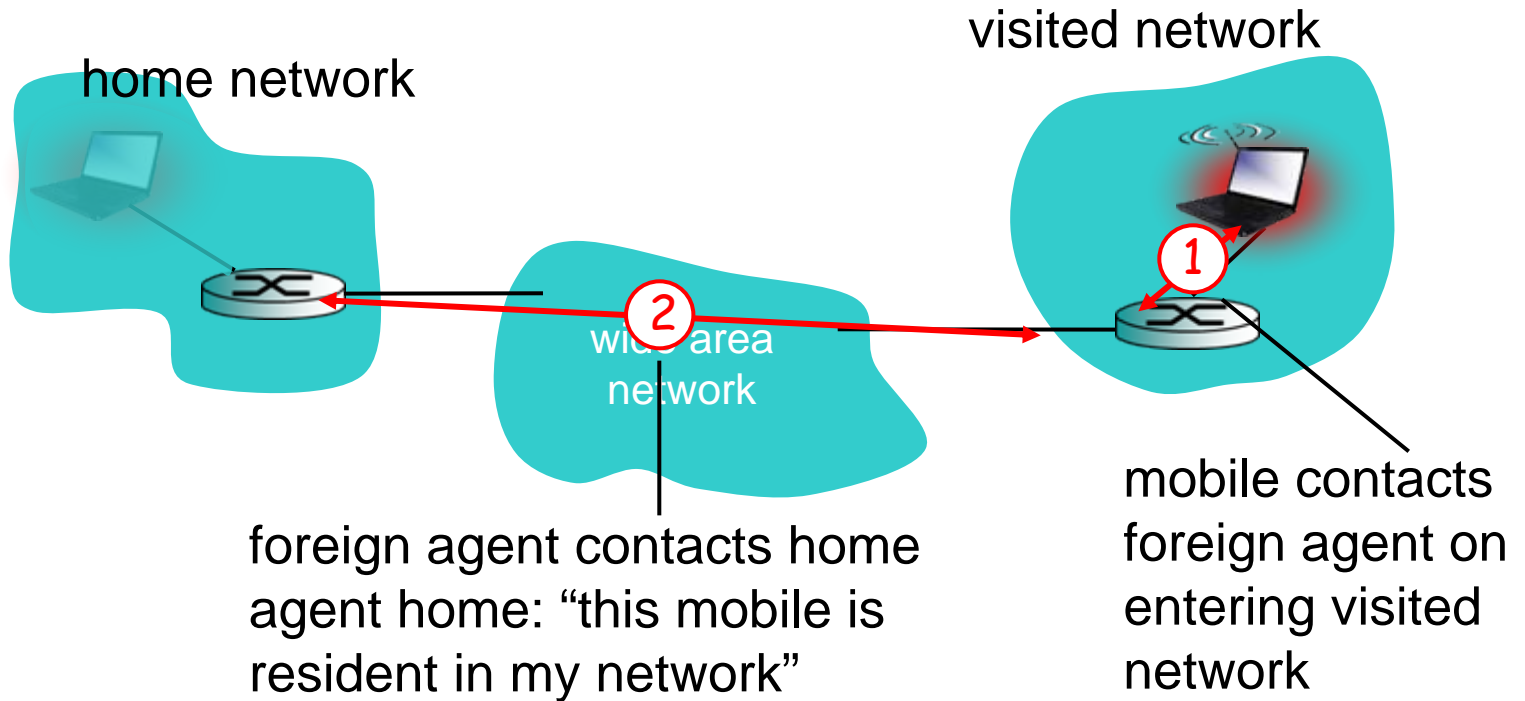 home network
visited network
1
2
wide area
network
foreign agent contacts home
agent home: “this mobile is
resident in my network”
mobile contacts
foreign agent on
entering visited
network